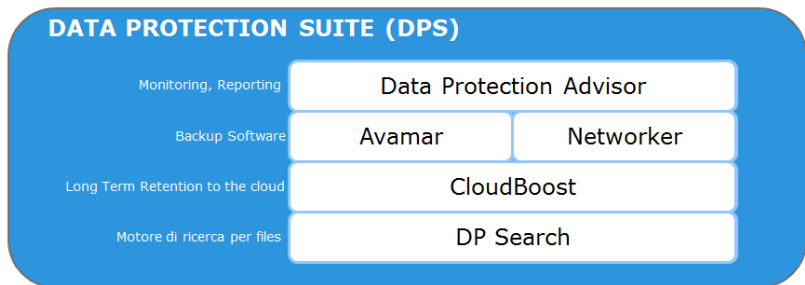 DATA PROTECTION SUITE (DPS)
Monitoring, Reporting Data Protection Advisor
Backup Software Avamar Networker
Long Term Retention to the cloud CloudBoost
Motore di ricerca per files DP Search